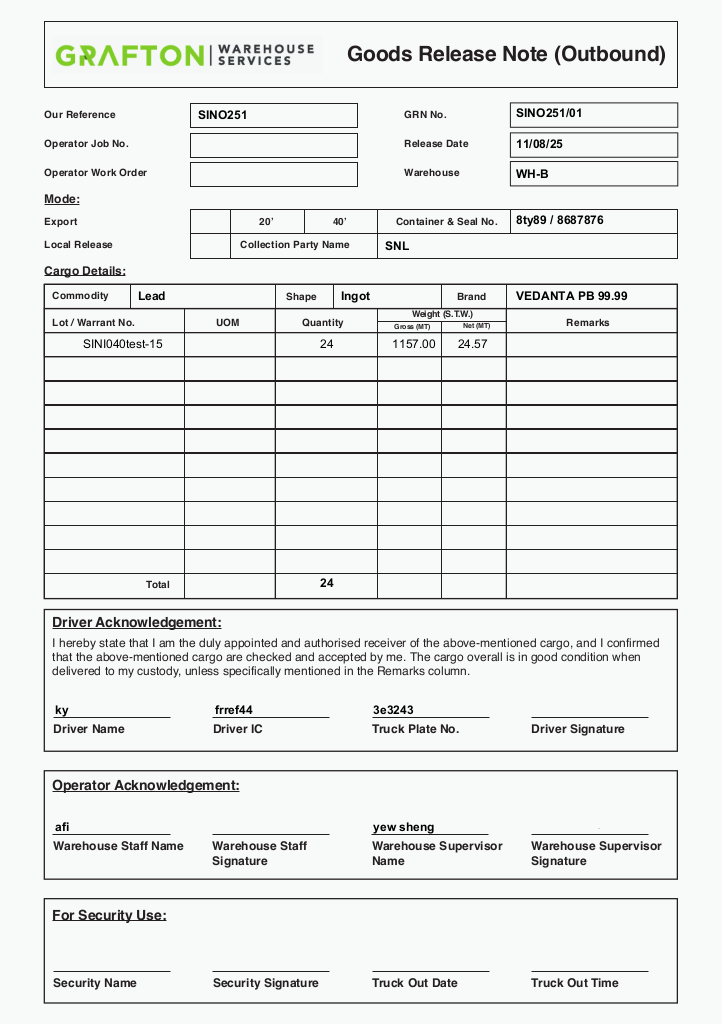 GRAFTON WAREHOUSE SERVICES
Goods Release Note (Outbound)
Our Reference SINO251 GRN No. SINO251/01
Operator Job No. Release Date 11/08/25
Operator Work Order Warehouse WH-B
Mode:
Export 20' 40' Container & Seal No. 8ty89 / 8687876
Local Release Collection Party Name SNL
Cargo Details:
Commodity Lead Shape Ingot Brand VEDANTA PB 99.99
Lot / Warrant No. UOM Quantity Weight (S.T.W.) Remarks
Gross (MT) Net (MT)
SINI040test-15 24 1157.00 24.57
Total 24
Driver Acknowledgement:
I hereby state that I am the duly appointed and authorised receiver of the above-mentioned cargo, and I confirmed
that the above-mentioned cargo are checked and accepted by me. The cargo overall is in good condition when
delivered to my custody, unless specifically mentioned in the Remarks column.
ky frref44 3e3243
Driver Name Driver IC Truck Plate No. Driver Signature
Operator Acknowledgement:
afi yew sheng
Warehouse Staff Name Warehouse Staff Signature Warehouse Supervisor Name Warehouse Supervisor Signature
For Security Use:
Security Name Security Signature Truck Out Date Truck Out Time